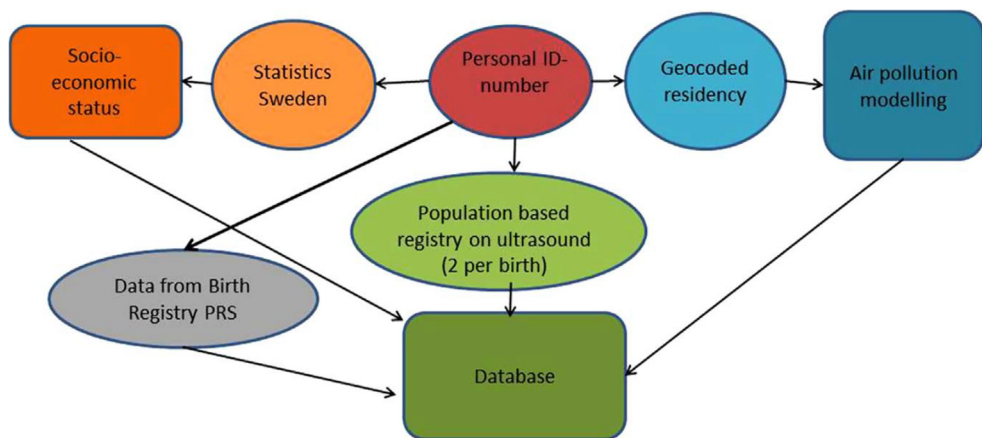 Socio-
economic
status
Statistics
Sweden
Personal ID-
number
Geocoded
residency
Air pollution
modelling
Population based
registry on ultrasound
(2 per birth)
Data from Birth
Registry PRS
Database